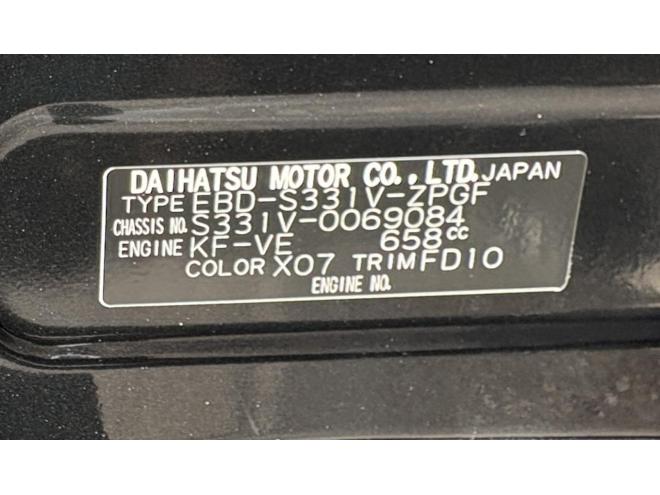 DAIHATSU MOTOR CO., LTD. JAPAN
TYPE EBD-S331V-ZPGF
CHASSIS NO. S331V-0069084
ENGINE KF-VE 658cc
COLOR X07 TRIM FD10
ENGINE NO.